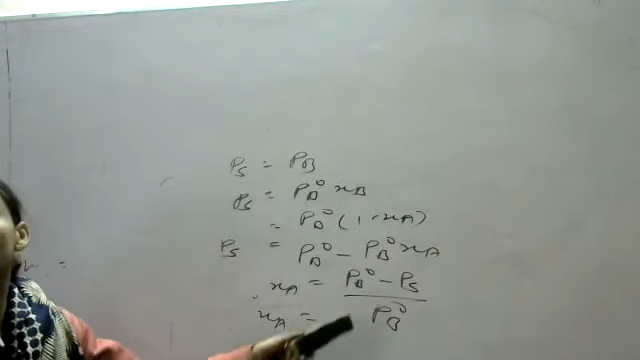 Ps = PB
Ps = PB° xB
= PB° (1 - xA)
Ps = PB° - PB° xA
xA = PB° - Ps / PB°
xA =